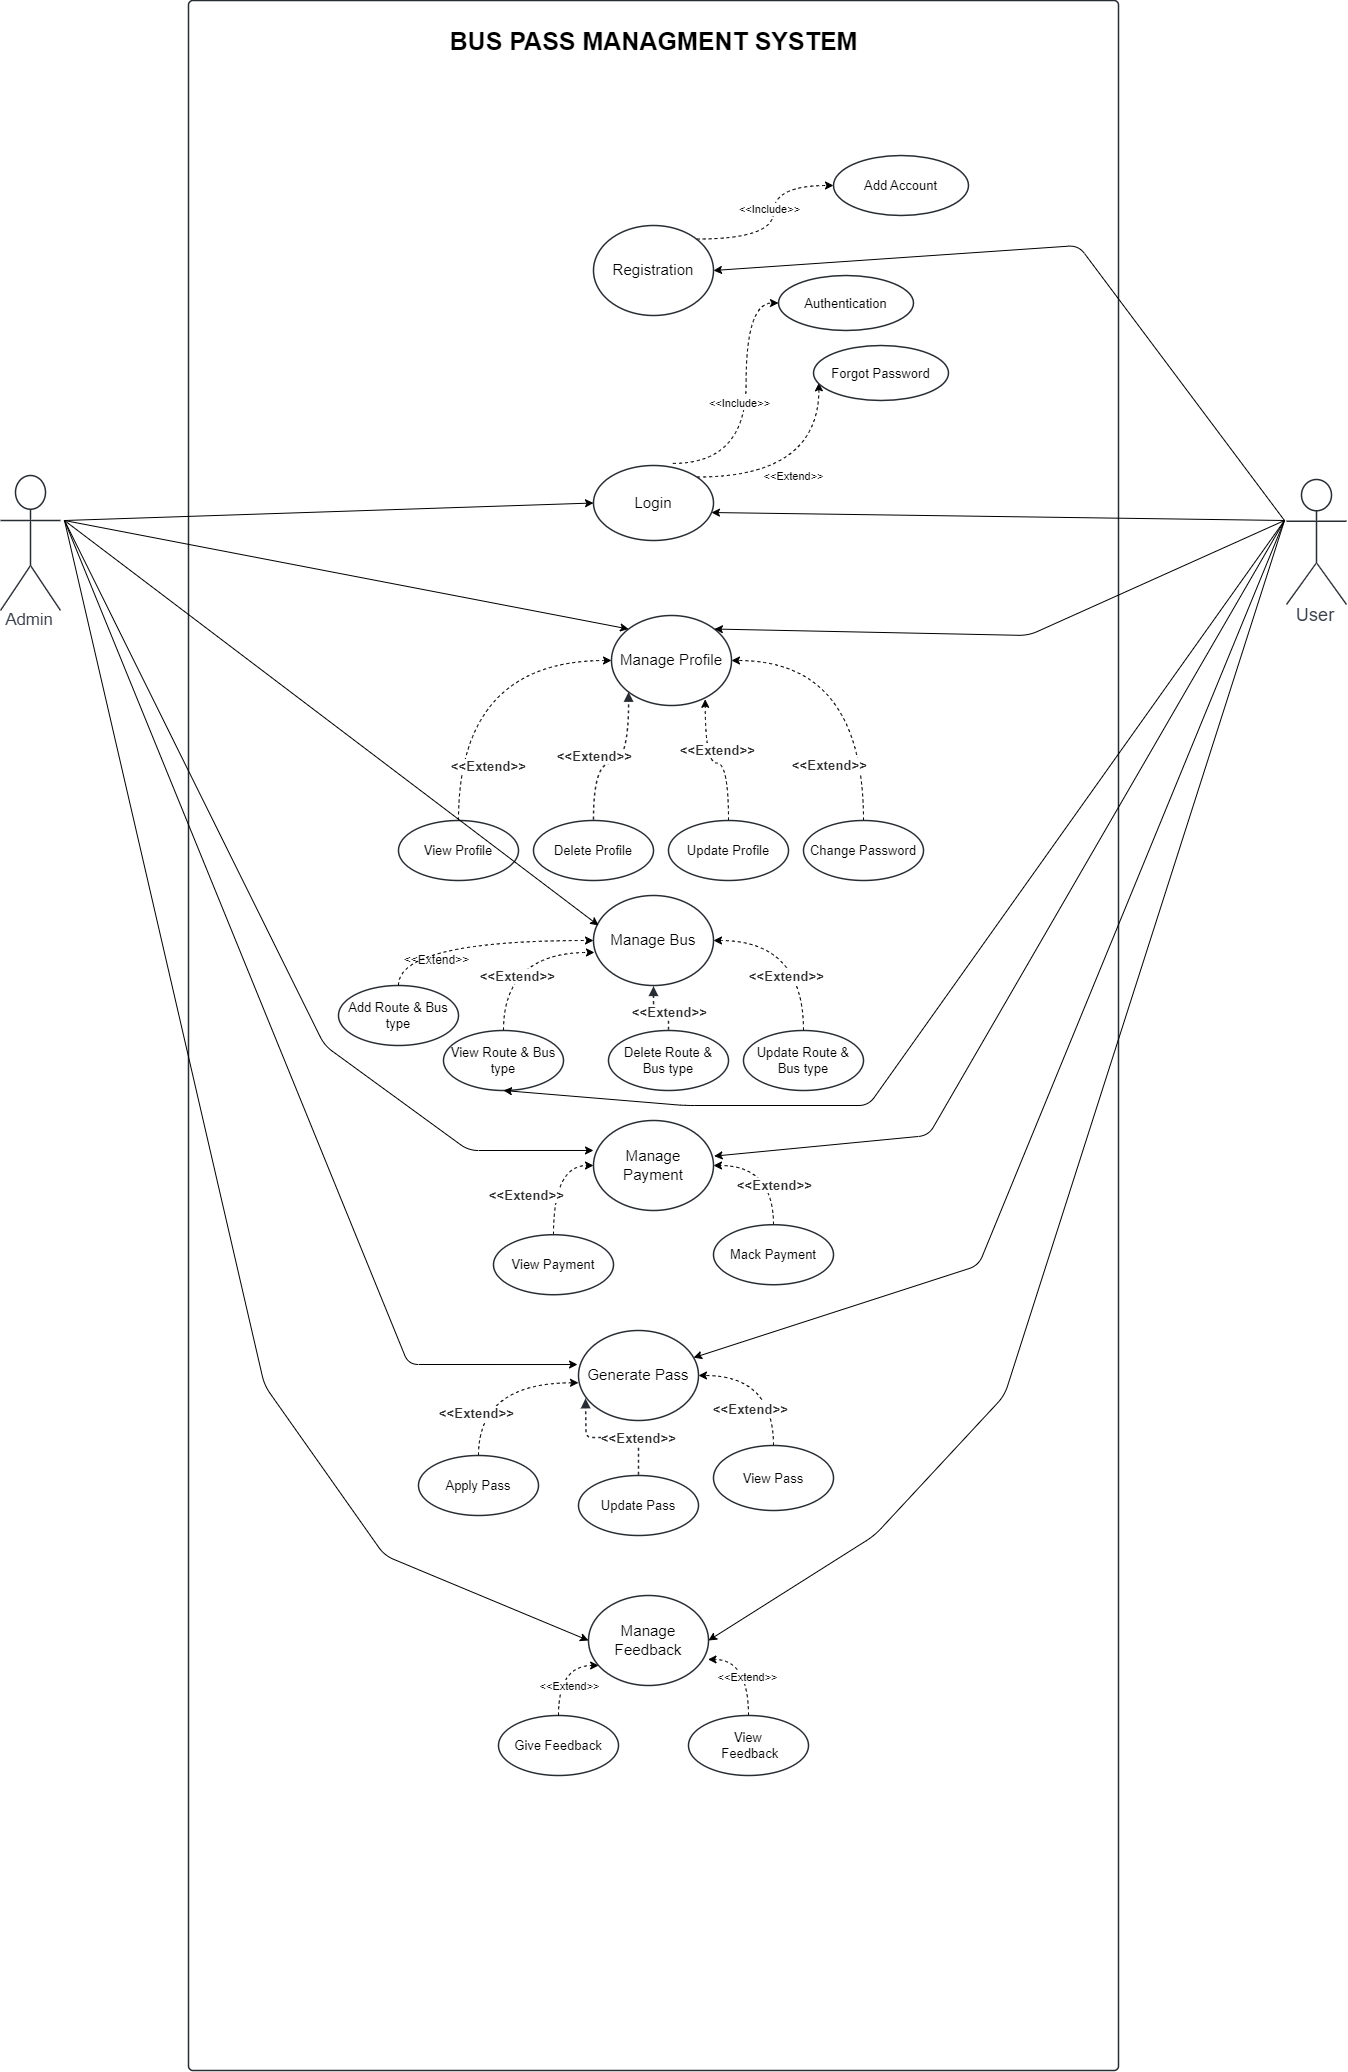 BUS PASS MANAGMENT SYSTEM
Add Account
<<Include>>
Registration
Authentication
Forgot Password
<<Include>>
<<Extend>>
Login
Admin
User
Manage Profile
<<Extend>>
<<Extend>>
<<Extend>>
<<Extend>>
View Profile
Delete Profile
Update Profile
Change Password
Manage Bus
<<Extend>>
<<Extend>>
<<Extend>>
<<Extend>>
Add Route & Bus
type
View Route & Bus
type
Delete Route &
Bus type
Update Route &
Bus type
Manage
Payment
<<Extend>>
<<Extend>>
View Payment
Mack Payment
Generate Pass
<<Extend>>
<<Extend>>
<<Extend>>
Apply Pass
Update Pass
View Pass
Manage
Feedback
<<Extend>>
<<Extend>>
Give Feedback
View
Feedback